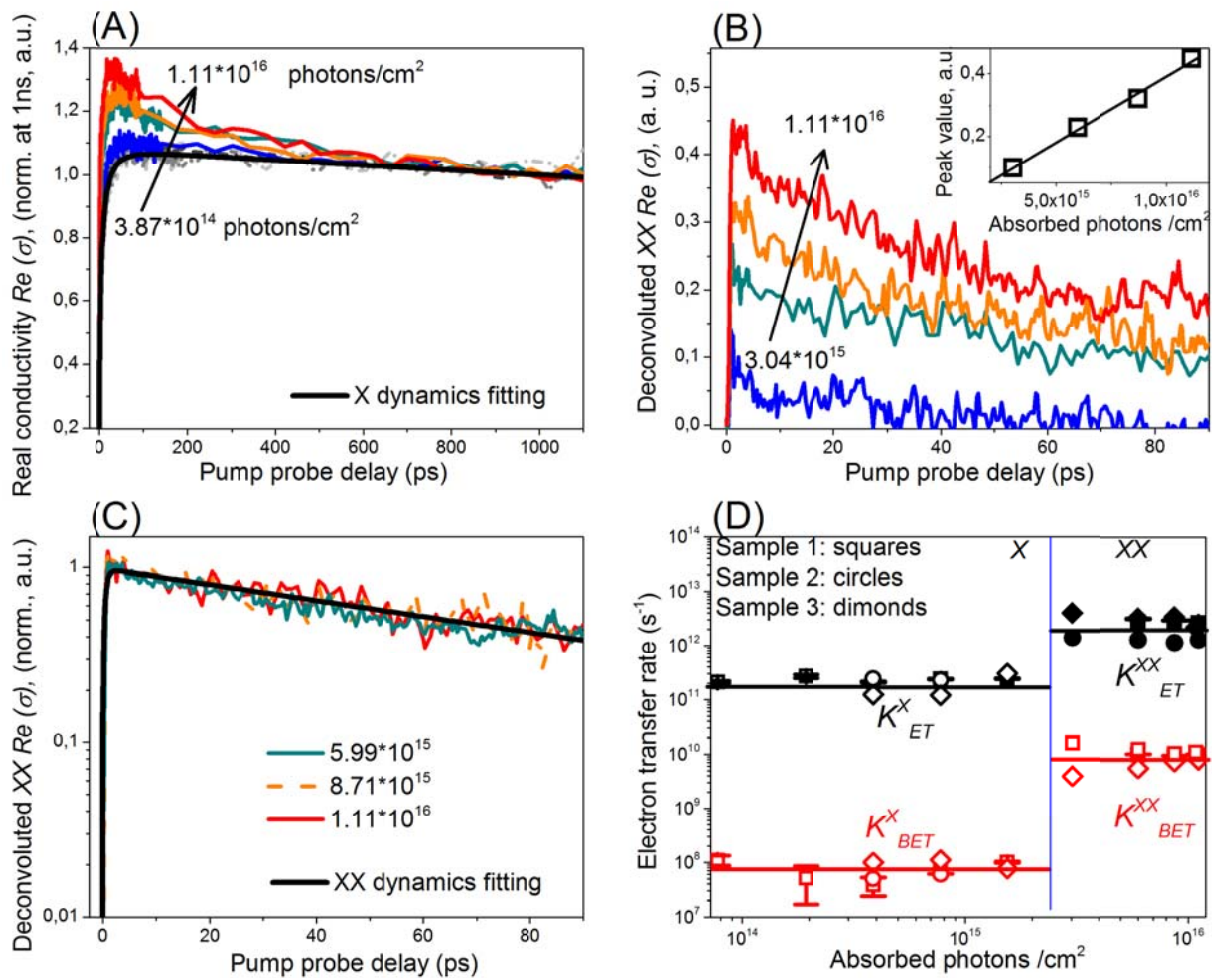 (A)
Real conductivity Re (σ), (norm. at 1ns, a.u.)
1,4
1,2
1,0
0,8
0,6
0,4
0,2
1.11*10^16 photons/cm^2
3.87*10^14 photons/cm^2
X dynamics fitting
0 200 400 600 800 1000
Pump probe delay (ps)
(B)
Deconvoluted XX Re (σ), (a. u.)
0,5
0,4
0,3
0,2
0,1
0,0
1.11*10^16
3.04*10^15
0 20 40 60 80
Pump probe delay (ps)
Peak value, a.u
0,4
0,2
5,0x10^15 1,0x10^16
Absorbed photons /cm^2
(C)
Deconvoluted XX Re (σ), (norm., a.u.)
1
0,1
0,01
5.99*10^15
8.71*10^15
1.11*10^16
XX dynamics fitting
0 20 40 60 80
Pump probe delay (ps)
(D)
Electron transfer rate (s^-1)
10^14
10^13
10^12
10^11
10^10
10^9
10^8
10^7
Sample 1: squares
Sample 2: circles
Sample 3: dimonds
X
XX
K^X_ET
K^XX_ET
K^X_BET
K^XX_BET
10^14 10^15 10^16
Absorbed photons /cm^2